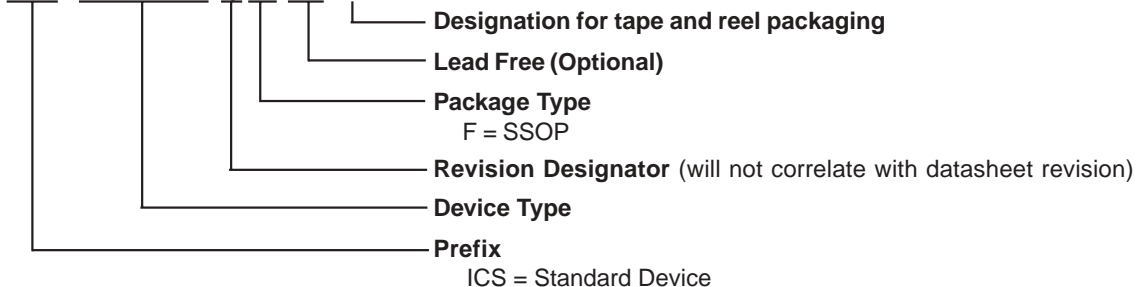 Designation for tape and reel packaging
Lead Free (Optional)
Package Type
F = SSOP
Revision Designator (will not correlate with datasheet revision)
Device Type
Prefix
ICS = Standard Device